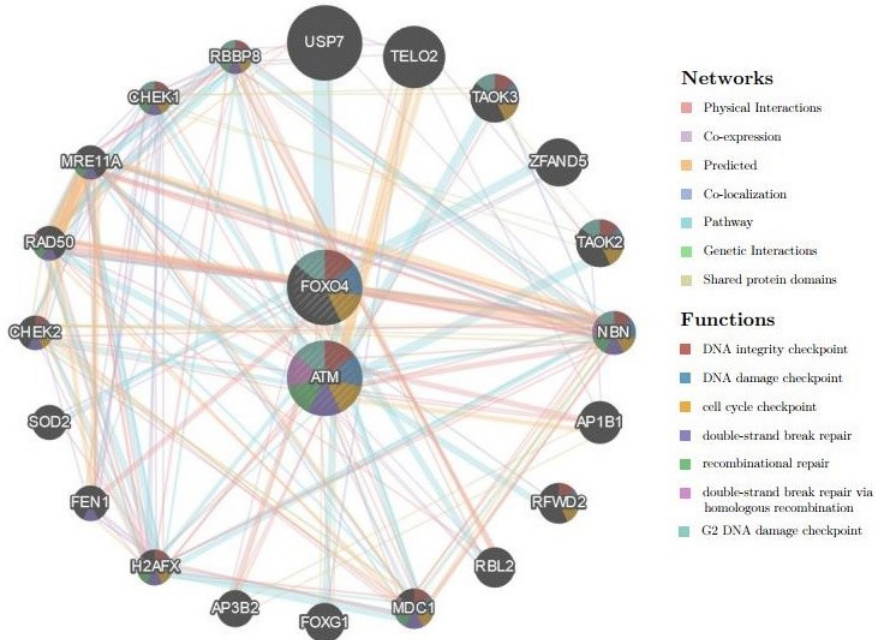 USP7
TELO2
RBBP8
TAOK3
CHEK1
MRE11A
ZFAND5
RAD50
TAOK2
FOXO4
CHEK2
NBN
ATM
SOD2
AP1B1
FEN1
RFWD2
H2AFX
RBL2
AP3B2
FOXG1
MDC1
Networks
Physical Interactions
Co-expression
Predicted
Co-localization
Pathway
Genetic Interactions
Shared protein domains
Functions
DNA integrity checkpoint
DNA damage checkpoint
cell cycle checkpoint
double-strand break repair
recombinational repair
double-strand break repair via
homologous recombination
G2 DNA damage checkpoint